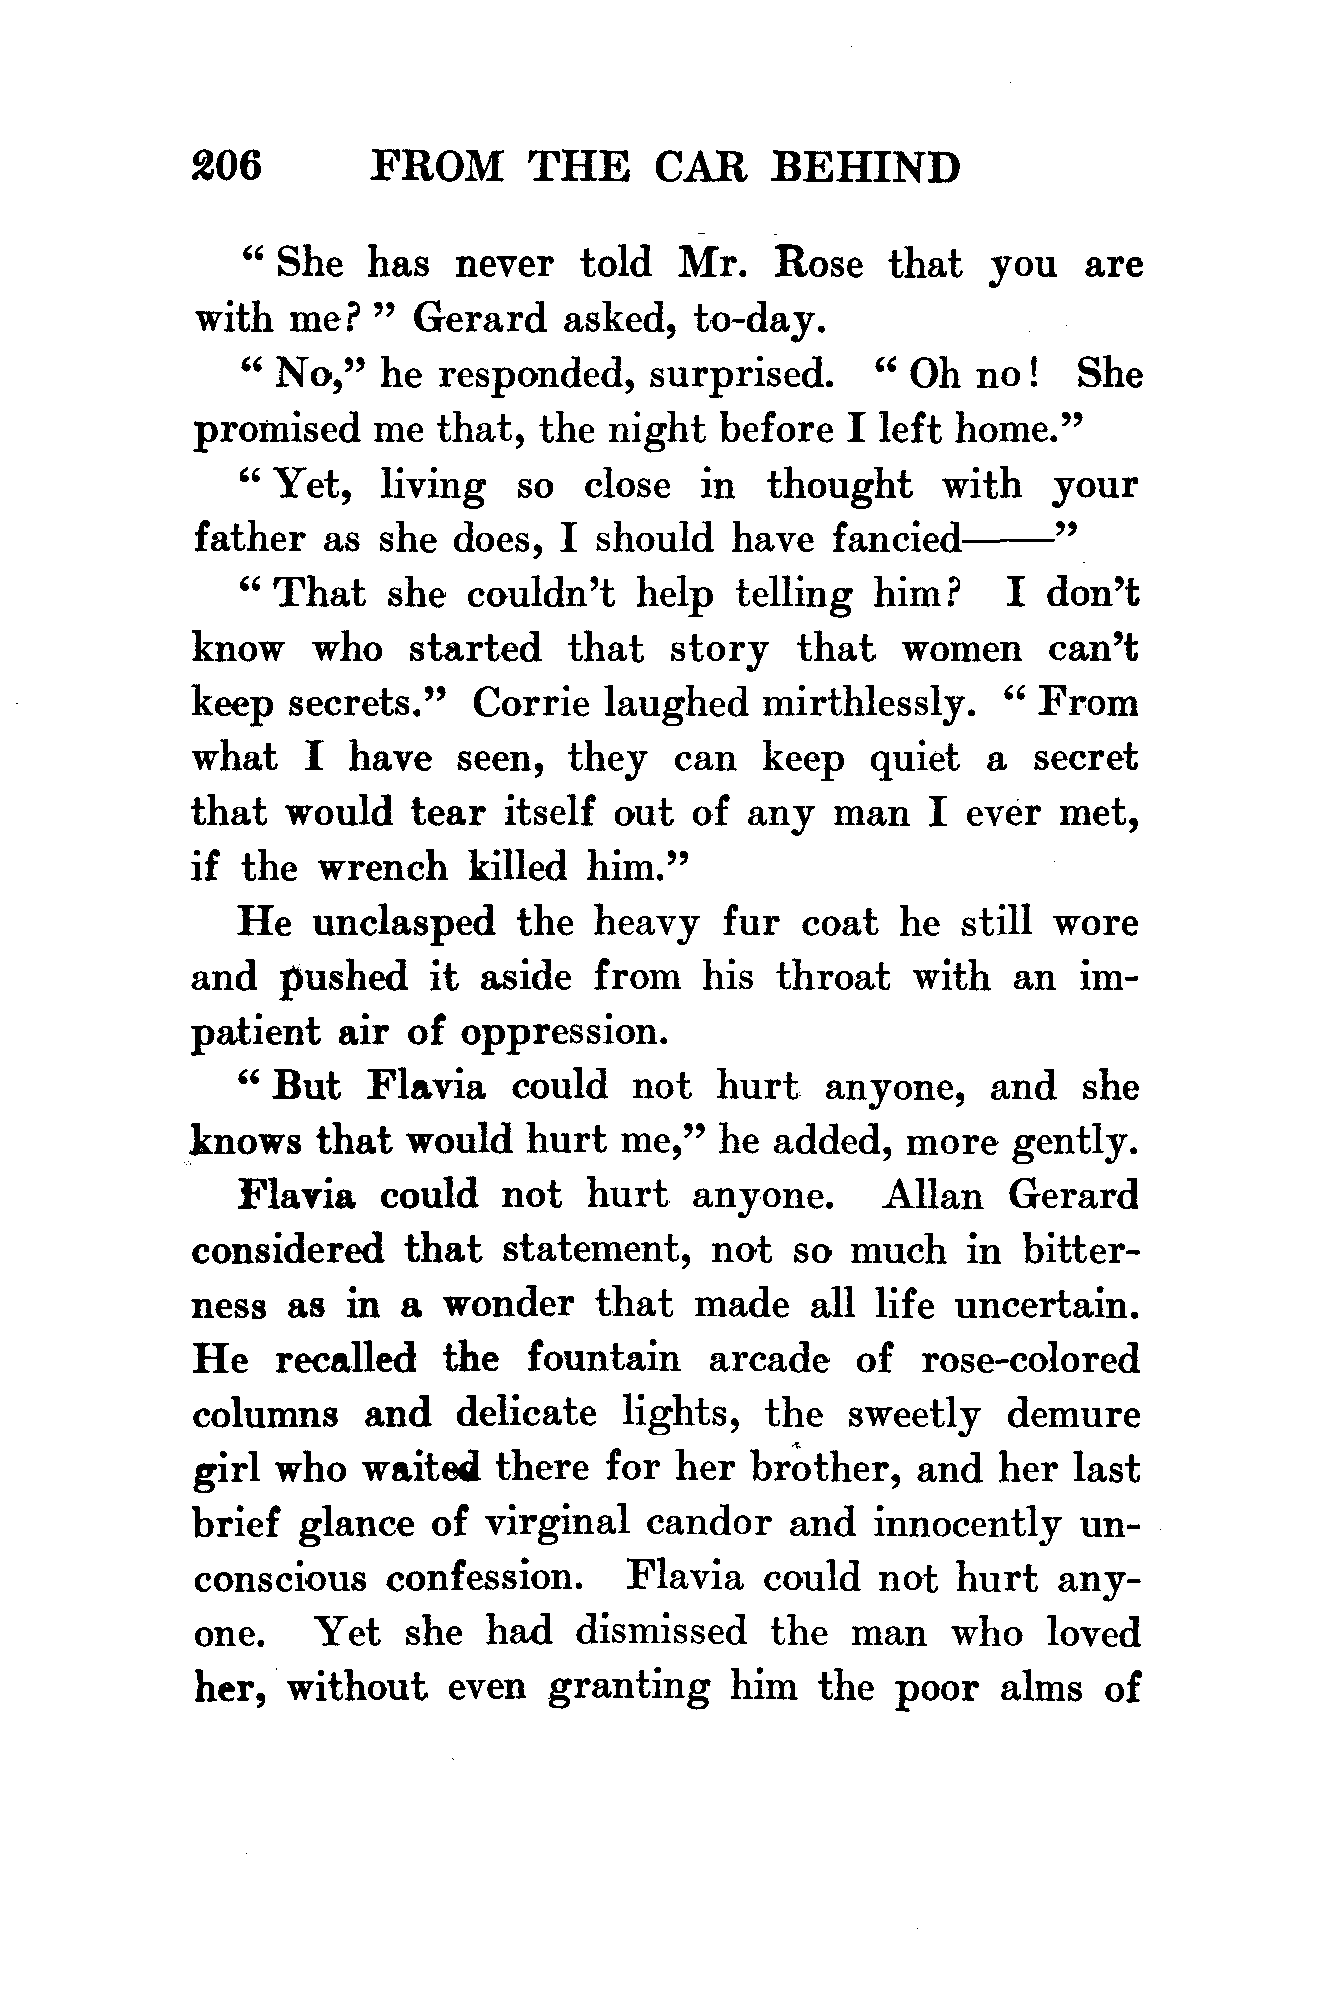 206 FROM THE CAR BEHIND
“ She has never told Mr. Rose that you are
with me? ” Gerard asked, to-day.
“ No,” he responded, surprised. “ Oh no! She
promised me that, the night before I left home.”
“ Yet, living so close in thought with your
father as she does, I should have fancied——”
“ That she couldn’t help telling him? I don’t
know who started that story that women can’t
keep secrets.” Corrie laughed mirthlessly. “ From
what I have seen, they can keep quiet a secret
that would tear itself out of any man I ever met,
if the wrench killed him.”
He unclasped the heavy fur coat he still wore
and pushed it aside from his throat with an im-
patient air of oppression.
“ But Flavia could not hurt anyone, and she
knows that would hurt me,” he added, more gently.
Flavia could not hurt anyone. Allan Gerard
considered that statement, not so much in bitter-
ness as in a wonder that made all life uncertain.
He recalled the fountain arcade of rose-colored
columns and delicate lights, the sweetly demure
girl who waited there for her brother, and her last
brief glance of virginal candor and innocently un-
conscious confession. Flavia could not hurt any-
one. Yet she had dismissed the man who loved
her, without even granting him the poor alms of